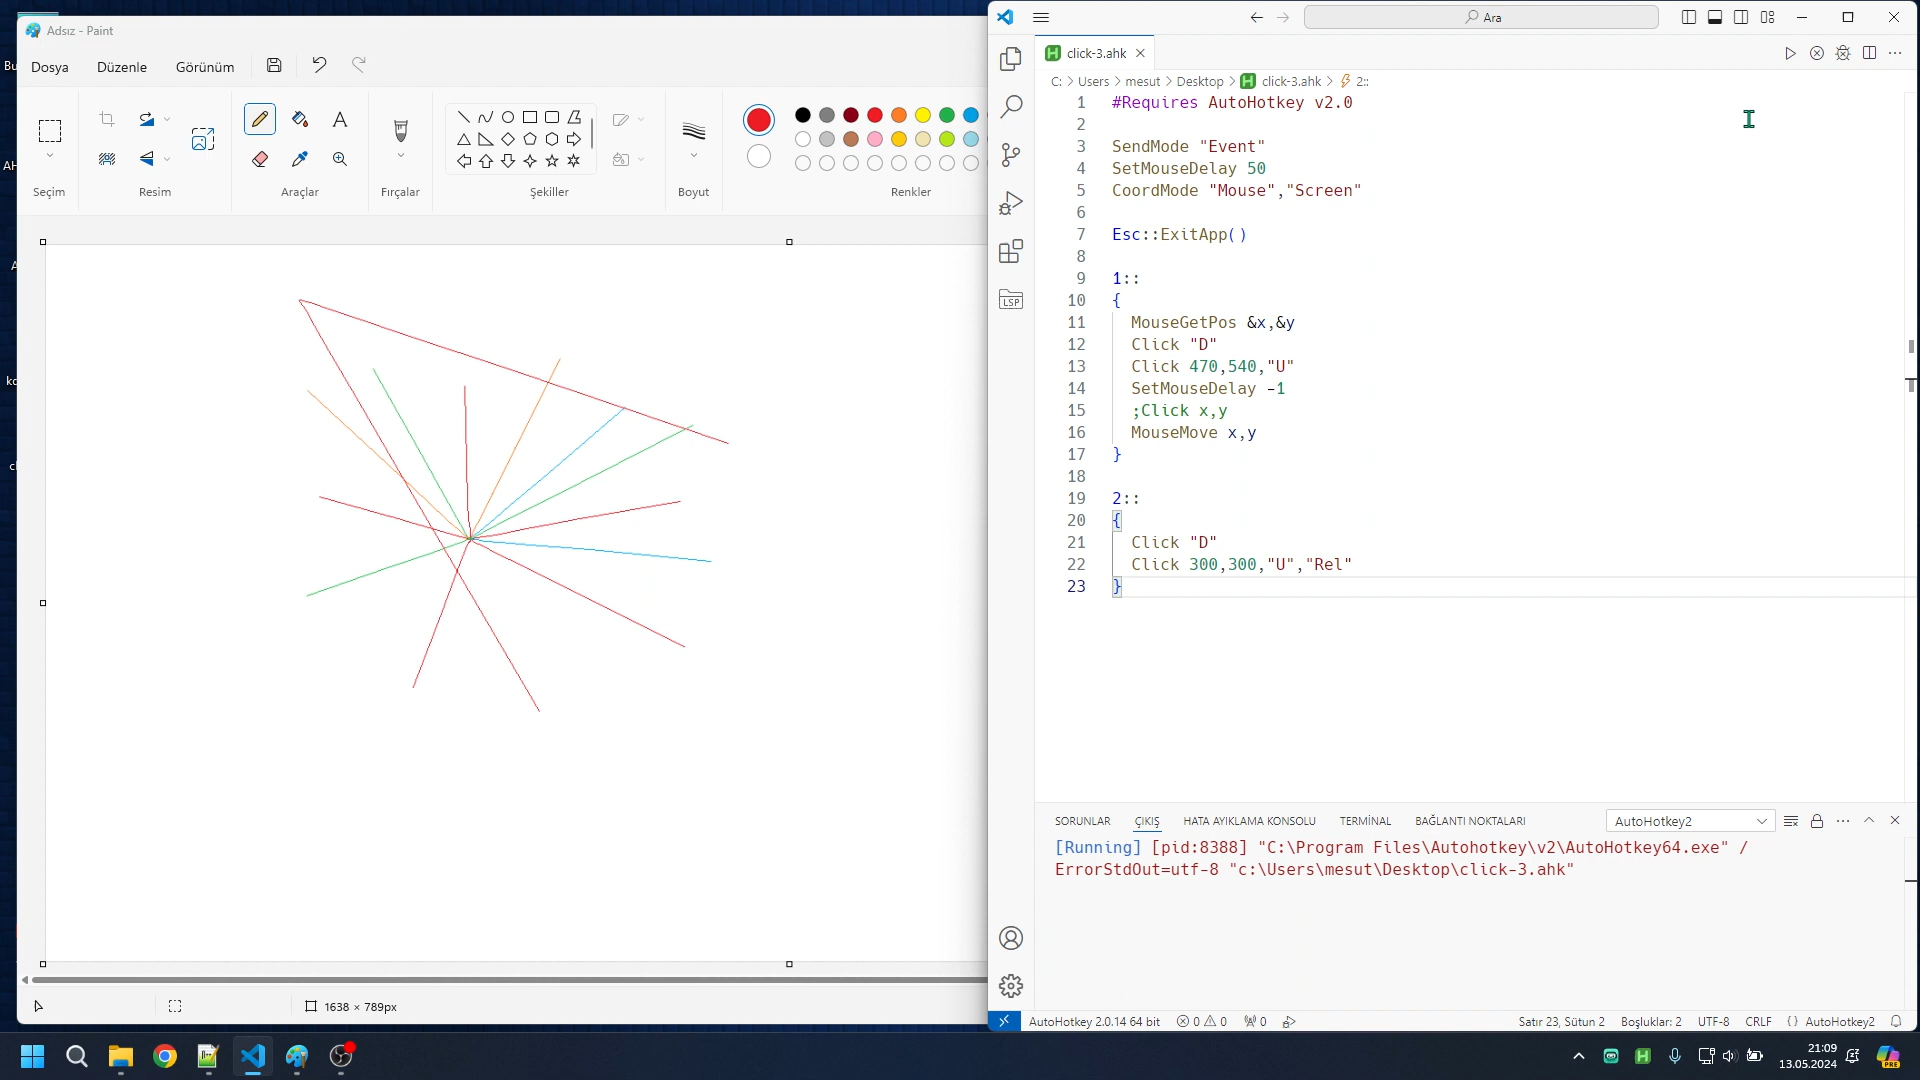 Adsız - Paint
Dosya
Düzenle
Görünüm
Seçim
Resim
Araçlar
Fırçalar
Şekiller
Boyut
Renkler
1638 × 789px
Ara
click-3.ahk
C: > Users > mesut > Desktop > click-3.ahk > 2::
1 #Requires AutoHotkey v2.0
2
3 SendMode "Event"
4 SetMouseDelay 50
5 CoordMode "Mouse","Screen"
6
7 Esc::ExitApp()
8
9 1::
10 {
11 MouseGetPos &x,&y
12 Click "D"
13 Click 470,540,"U"
14 SetMouseDelay -1
15 ;Click x,y
16 MouseMove x,y
17 }
18
19 2::
20 {
21 Click "D"
22 Click 300,300,"U","Rel"
23 }
LSP
SORUNLAR
ÇIKIŞ
HATA AYIKLAMA KONSOLU
TERMİNAL
BAĞLANTI NOKTALARI
AutoHotkey2
[Running] [pid:8388] "C:\Program Files\Autohotkey\v2\AutoHotkey64.exe" /
ErrorStdOut=utf-8 "c:\Users\mesut\Desktop\click-3.ahk"
AutoHotkey 2.0.14 64 bit
0 0
0
Satır 23, Sütun 2
Boşluklar: 2
UTF-8
CRLF
{ } AutoHotkey2
21:09
13.05.2024
PRE